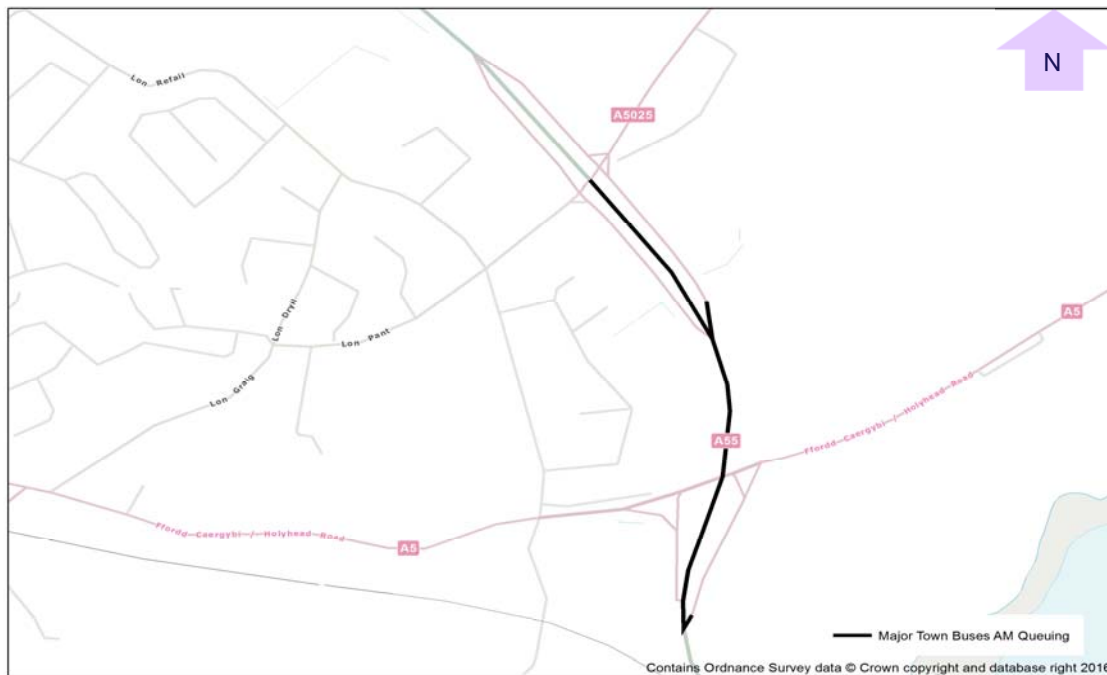 N
Lon Refail
A5025
Lon Dryll
Lon Pant
A5
Lon Graig
Ffordd Caergybi / Holyhead Road
A55
Ffordd Caergybi / Holyhead Road
A5
Major Town Buses AM Queuing
Contains Ordnance Survey data © Crown copyright and database right 2016